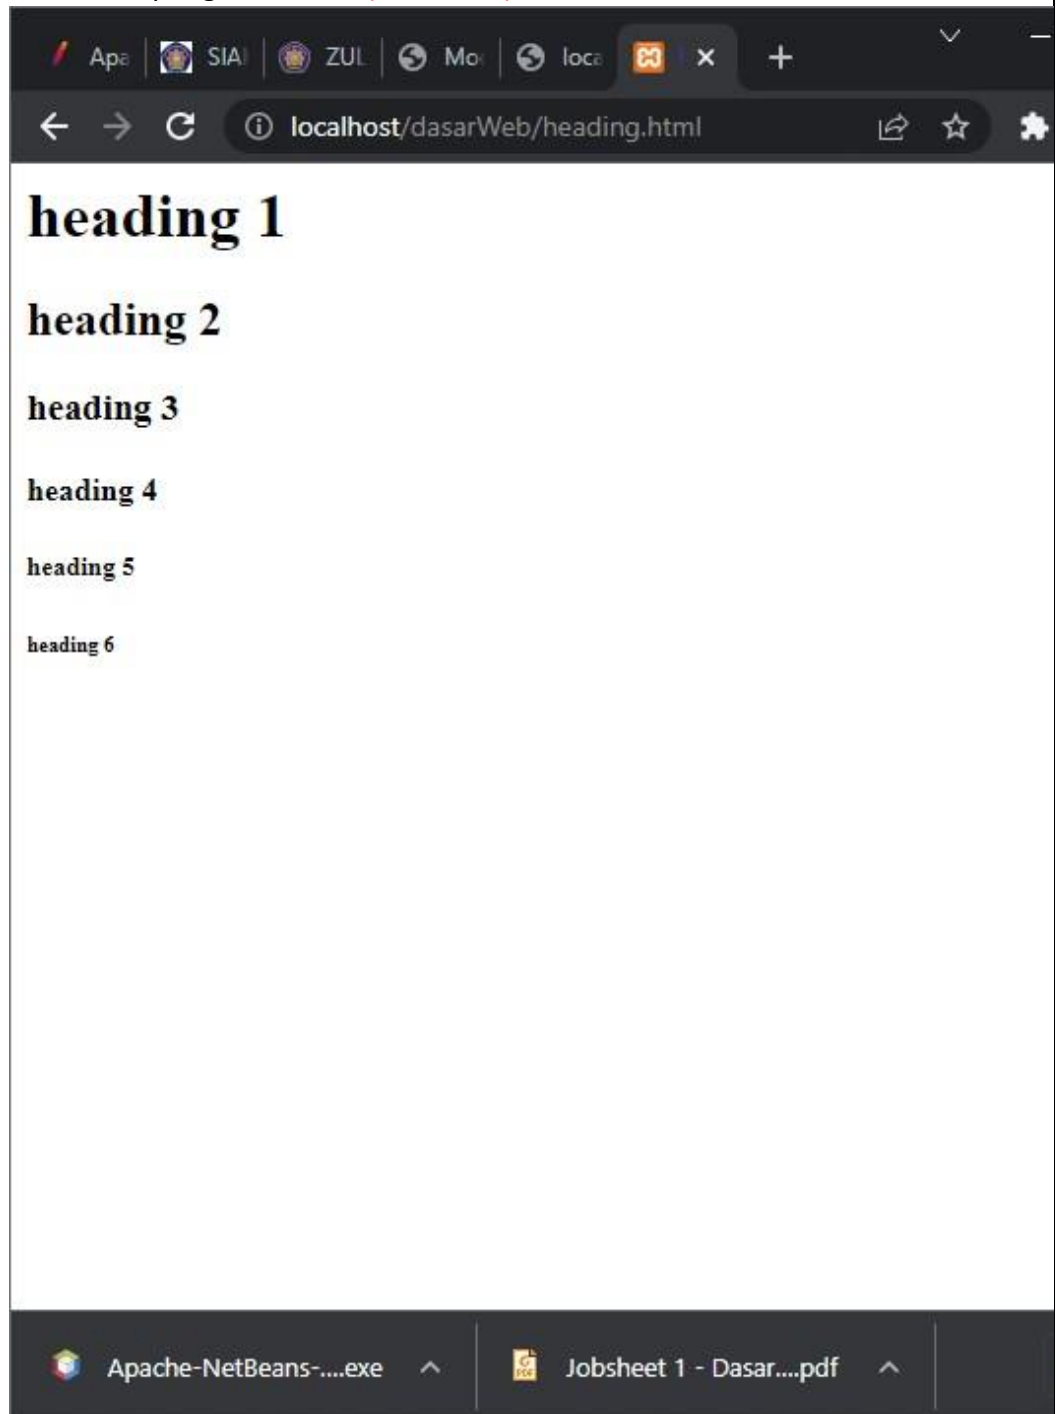 Apa SIA ZUL Mo loca
localhost/dasarWeb/heading.html
heading 1
heading 2
heading 3
heading 4
heading 5
heading 6
Apache-NetBeans-....exe Jobsheet 1 - Dasar....pdf